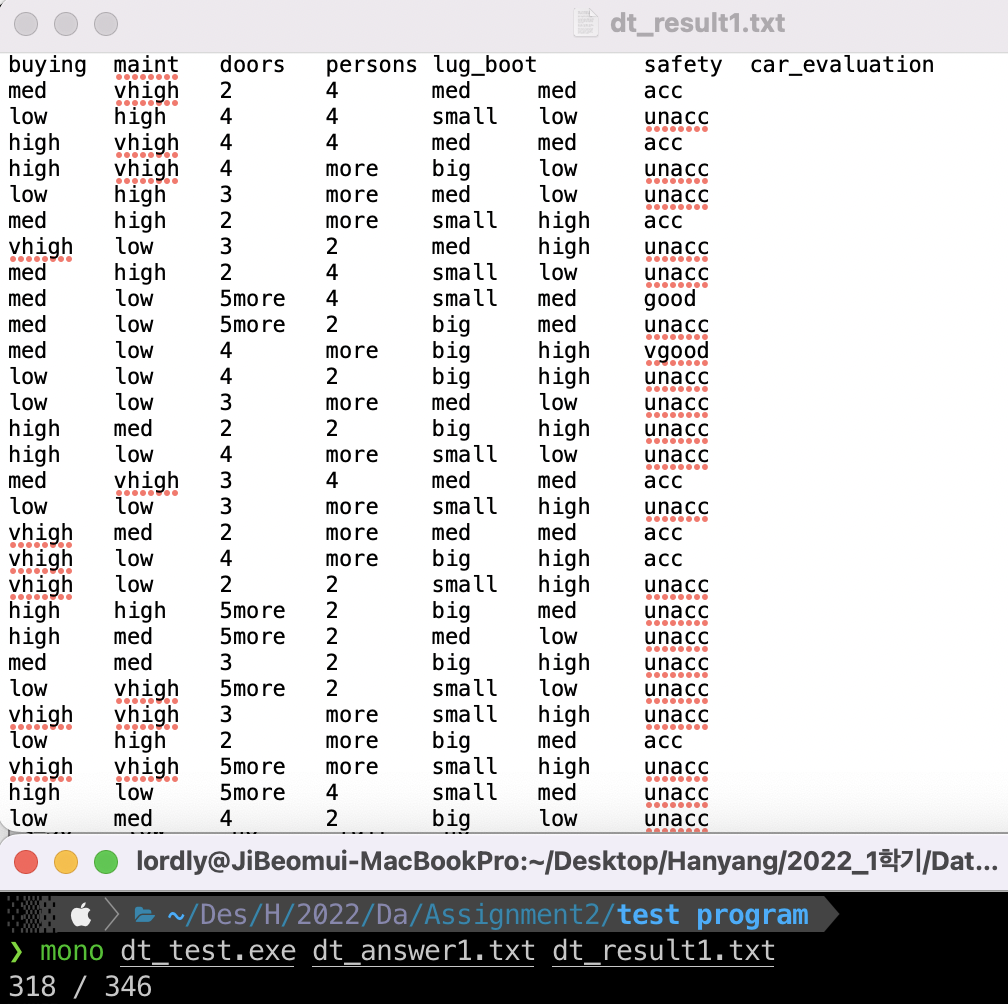 dt_result1.txt
buying maint doors persons lug_boot safety car_evaluation
med vhigh 2 4 med med acc
low high 4 4 small low unacc
high vhigh 4 4 med med acc
high vhigh 4 more big low unacc
low high 3 more med low unacc
med high 2 more small high acc
vhigh low 3 2 med high unacc
med high 2 4 small low unacc
med low 5more 4 small med good
med low 5more 2 big med unacc
med low 4 more big high vgood
low low 4 2 big high unacc
low low 3 more med low unacc
high med 2 2 big high unacc
high low 4 more small low unacc
med vhigh 3 4 med med acc
low low 3 more small high unacc
vhigh med 2 more med med acc
vhigh low 4 more big high acc
vhigh low 2 2 small high unacc
high high 5more 2 big med unacc
high med 5more 2 med low unacc
med med 3 2 big high unacc
low vhigh 5more 2 small low unacc
vhigh vhigh 3 more small high unacc
low high 2 more big med acc
vhigh vhigh 5more more small high unacc
high low 5more 4 small med unacc
low med 4 2 big low unacc
lordly@JiBeomui-MacBookPro:~/Desktop/Hanyang/2022_1학기/Dat...
~/Des/H/2022/Da/Assignment2/test program
❯ mono dt_test.exe dt_answer1.txt dt_result1.txt
318 / 346